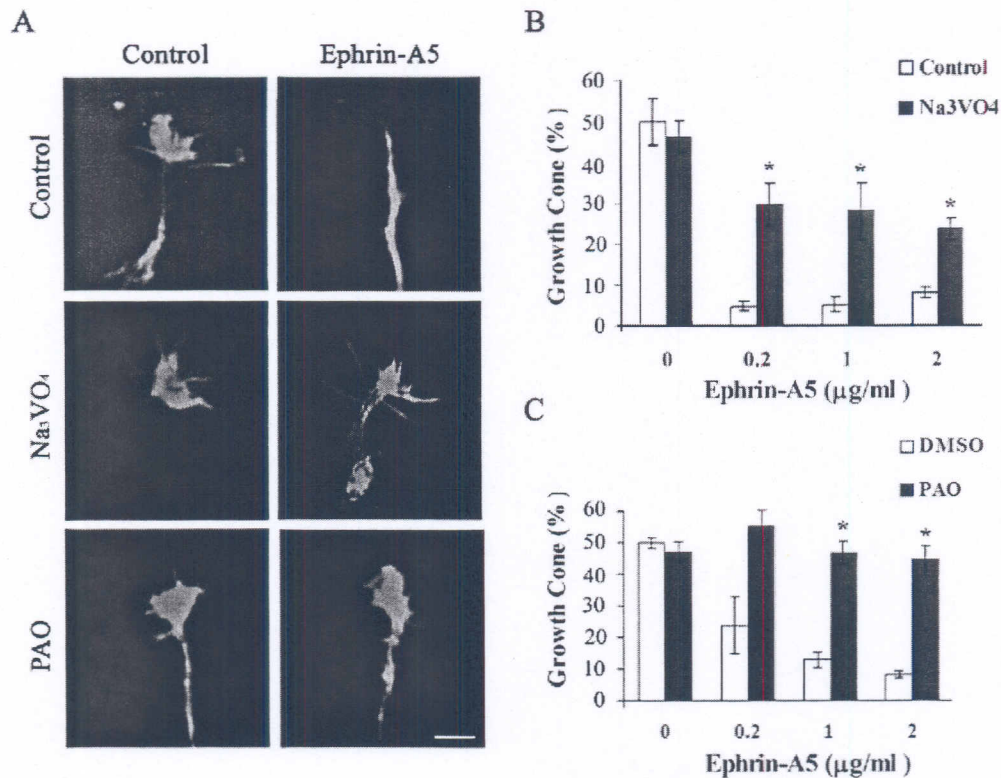 A
Control
Ephrin-A5
Control
Na₃VO₄
PAO
B
Control
Na3VO4
Growth Cone (%)
60
50
40
30
20
10
0
*
*
*
0
0,2
1
2
Ephrin-A5 (µg/ml )
C
DMSO
PAO
Growth Cone (% )
60
50
40
30
20
10
0
*
*
0
0.2
1
2
Ephrin-A5 (µg/ml )